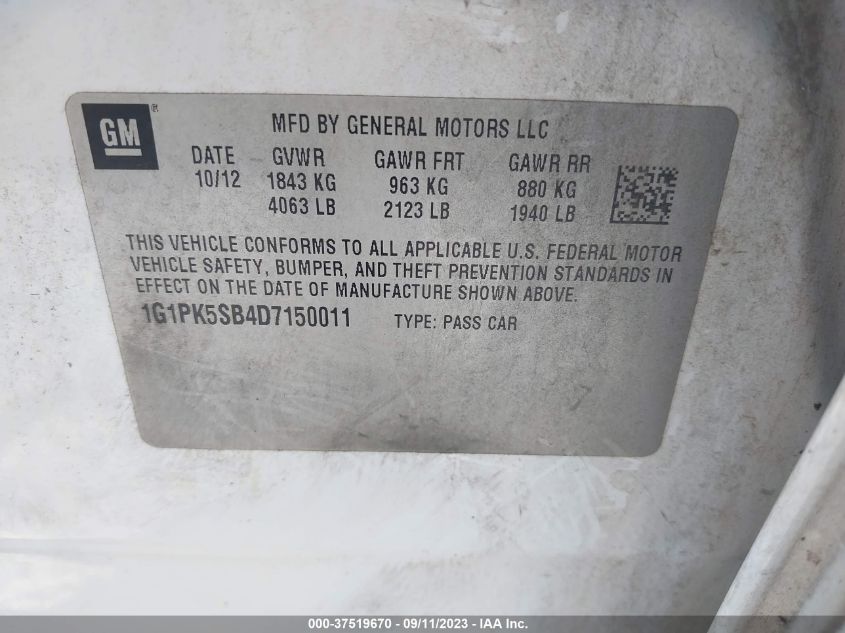 GM ®
MFD BY GENERAL MOTORS LLC
DATE GVWR GAWR FRT GAWR RR
10/12 1843 KG 963 KG 880 KG
4063 LB 2123 LB 1940 LB
THIS VEHICLE CONFORMS TO ALL APPLICABLE U.S. FEDERAL MOTOR
VEHICLE SAFETY, BUMPER, AND THEFT PREVENTION STANDARDS IN
EFFECT ON THE DATE OF MANUFACTURE SHOWN ABOVE.
1G1PK5SB4D7150011 TYPE: PASS CAR
000-37519670 - 09/11/2023 - IAA Inc.